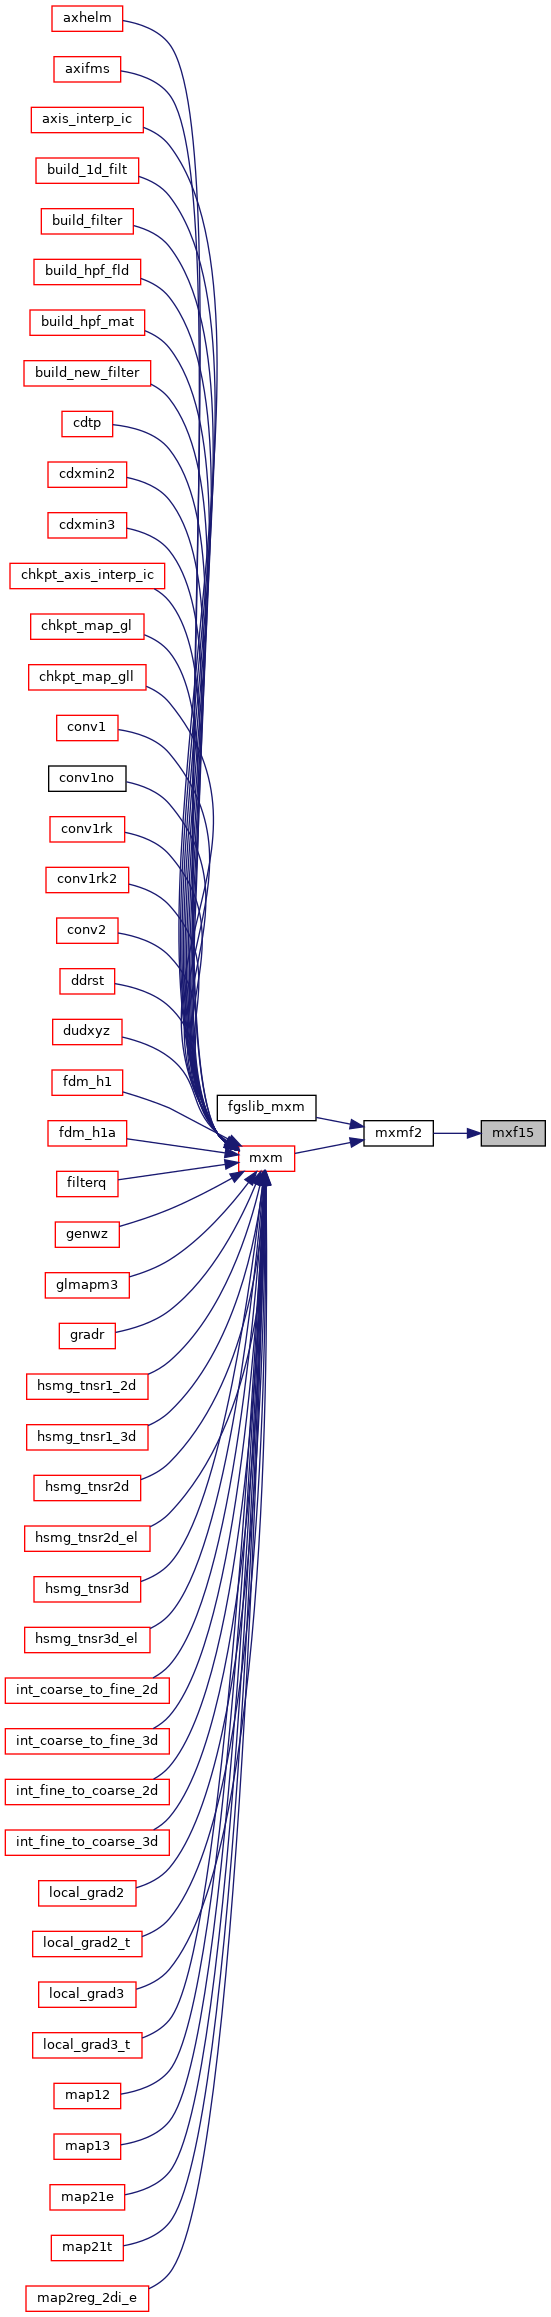 axhelm
axifms
axis_interp_ic
build_1d_filt
build_filter
build_hpf_fld
build_hpf_mat
build_new_filter
cdtp
cdxmin2
cdxmin3
chkpt_axis_interp_ic
chkpt_map_gl
chkpt_map_gll
conv1
conv1no
conv1rk
conv1rk2
conv2
ddrst
dudxyz
fdm_h1
fdm_h1a
filterq
genwz
glmapm3
gradr
hsmg_tnsr1_2d
hsmg_tnsr1_3d
hsmg_tnsr2d
hsmg_tnsr2d_el
hsmg_tnsr3d
hsmg_tnsr3d_el
int_coarse_to_fine_2d
int_coarse_to_fine_3d
int_fine_to_coarse_2d
int_fine_to_coarse_3d
local_grad2
local_grad2_t
local_grad3
local_grad3_t
map12
map13
map21e
map21t
map2reg_2di_e
fgslib_mxm
mxm
mxmf2
mxf15